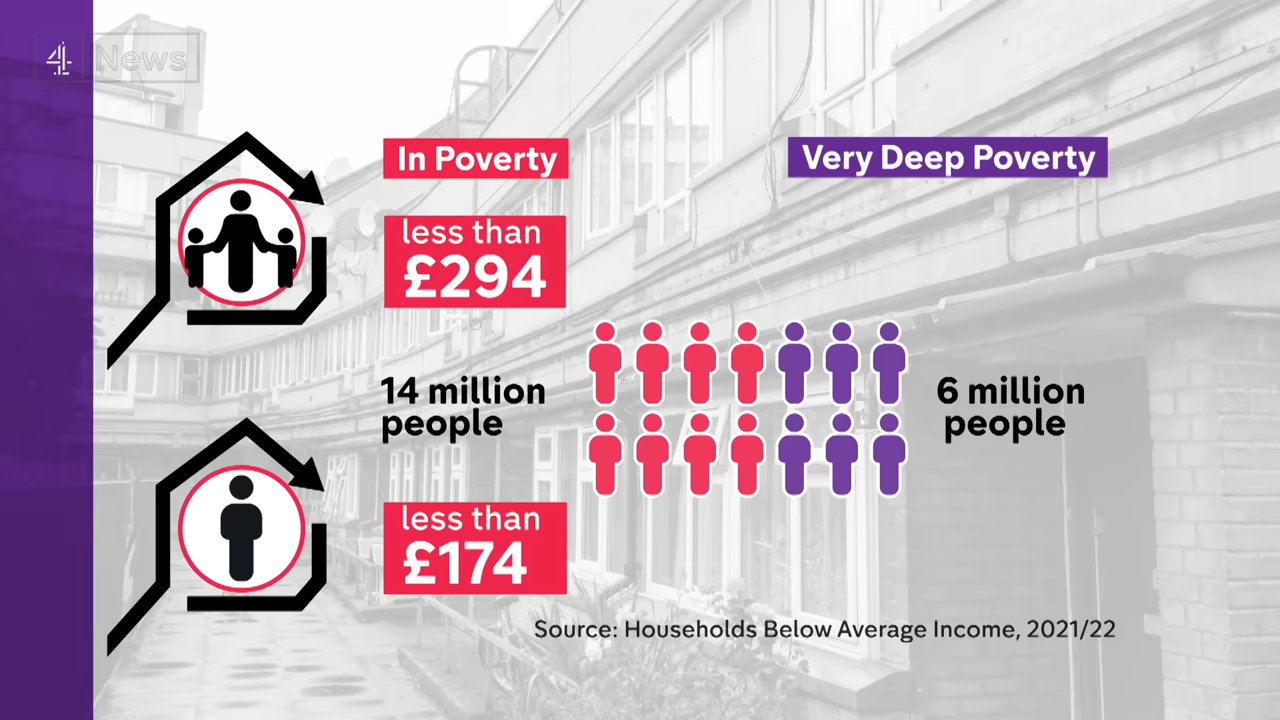 4 News
In Poverty
Very Deep Poverty
less than
£294
14 million
people
6 million
people
less than
£174
Source: Households Below Average Income, 2021/22